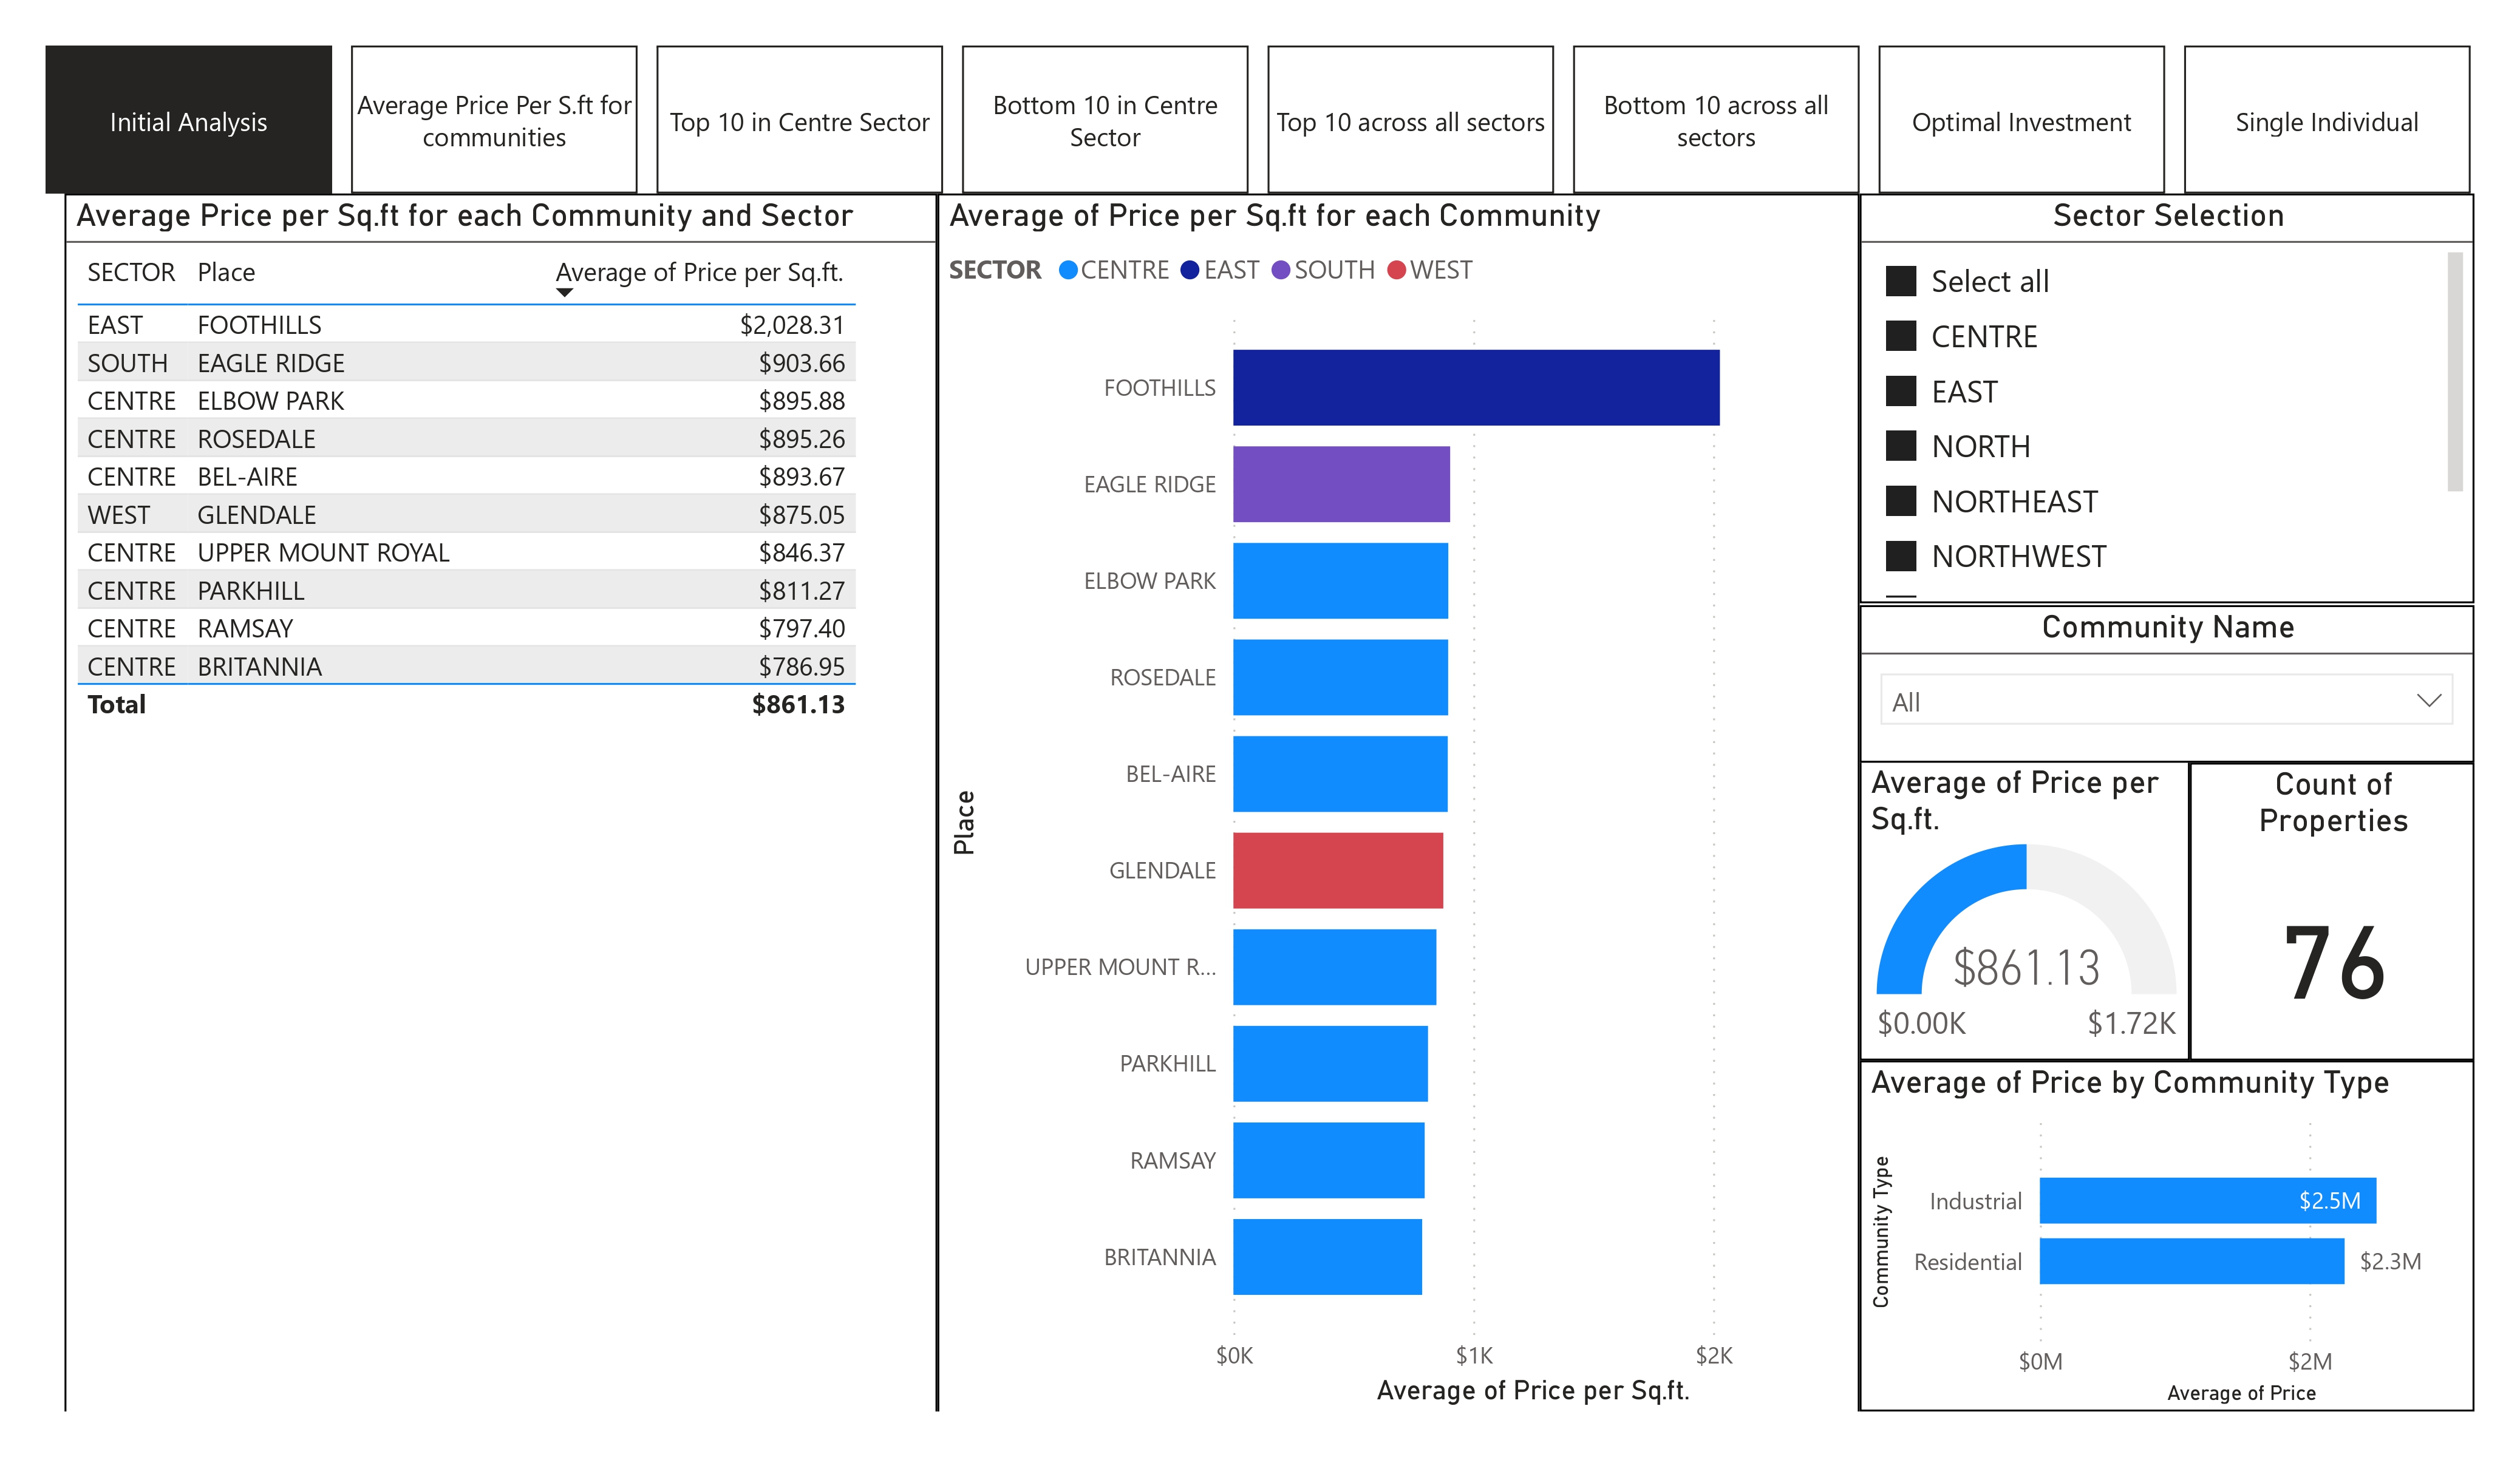 Initial Analysis
Average Price Per S.ft for
communities
Top 10 in Centre Sector
Bottom 10 in Centre
Sector
Top 10 across all sectors
Bottom 10 across all
sectors
Optimal Investment
Single Individual
Average Price per Sq.ft for each Community and Sector
SECTOR Place Average of Price per Sq.ft.
EAST FOOTHILLS $2,028.31
SOUTH EAGLE RIDGE $903.66
CENTRE ELBOW PARK $895.88
CENTRE ROSEDALE $895.26
CENTRE BEL-AIRE $893.67
WEST GLENDALE $875.05
CENTRE UPPER MOUNT ROYAL $846.37
CENTRE PARKHILL $811.27
CENTRE RAMSAY $797.40
CENTRE BRITANNIA $786.95
Total $861.13
Average of Price per Sq.ft for each Community
SECTOR CENTRE EAST SOUTH WEST
Place
FOOTHILLS
EAGLE RIDGE
ELBOW PARK
ROSEDALE
BEL-AIRE
GLENDALE
UPPER MOUNT R...
PARKHILL
RAMSAY
BRITANNIA
$0K $1K $2K
Average of Price per Sq.ft.
Sector Selection
Select all
CENTRE
EAST
NORTH
NORTHEAST
NORTHWEST
Community Name
All
Average of Price per
Sq.ft.
$861.13
$0.00K $1.72K
Count of
Properties
76
Average of Price by Community Type
Community Type
Industrial $2.5M
Residential $2.3M
$0M $2M
Average of Price